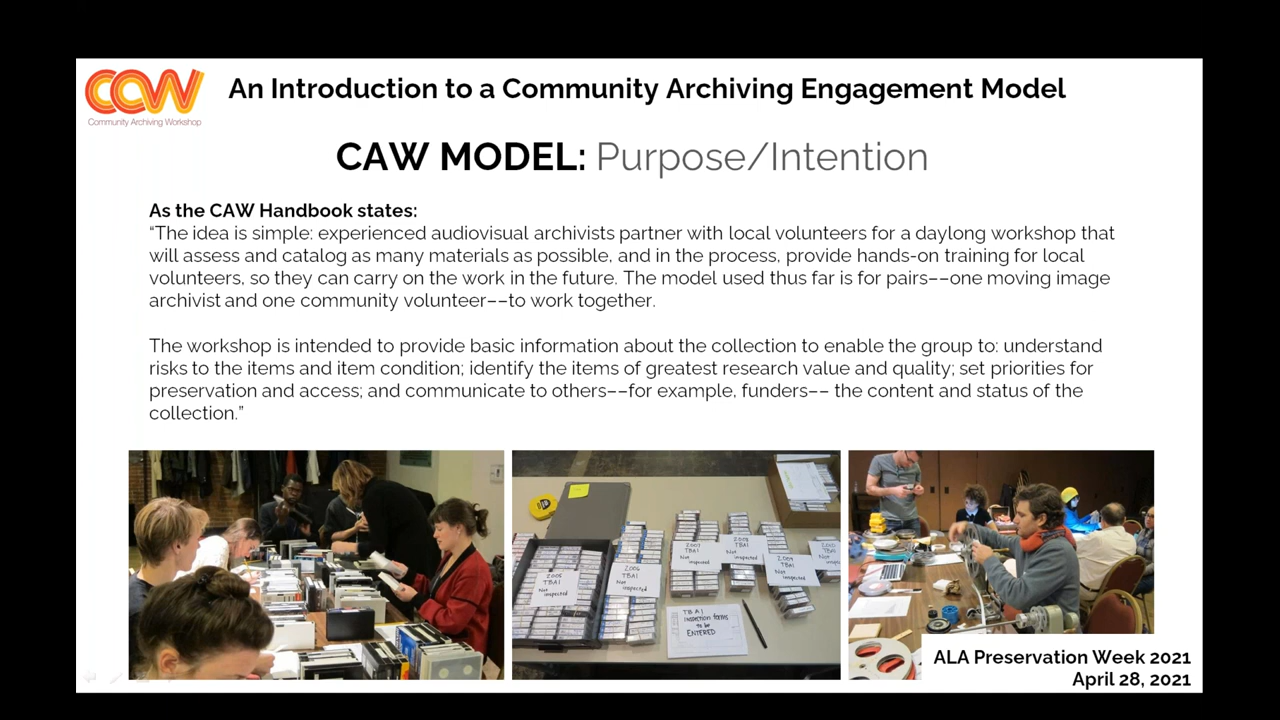 CAW
Community Archiving Workshop
An Introduction to a Community Archiving Engagement Model
CAW MODEL: Purpose/Intention
As the CAW Handbook states:
“The idea is simple: experienced audiovisual archivists partner with local volunteers for a daylong workshop that
will assess and catalog as many materials as possible, and in the process, provide hands-on training for local
volunteers, so they can carry on the work in the future. The model used thus far is for pairs––one moving image
archivist and one community volunteer––to work together.
The workshop is intended to provide basic information about the collection to enable the group to: understand
risks to the items and item condition; identify the items of greatest research value and quality; set priorities for
preservation and access; and communicate to others––for example, funders–– the content and status of the
collection.”
2005
TBAI
Not
inspected
2006
TBAI
Not
inspected
2007
TBAI
Not
inspected
2008
TBAI
Not
inspected
2009
TBAI
Not
inspected
TBAI
inspection forms
to be
ENTERED
ALA Preservation Week 2021
April 28, 2021